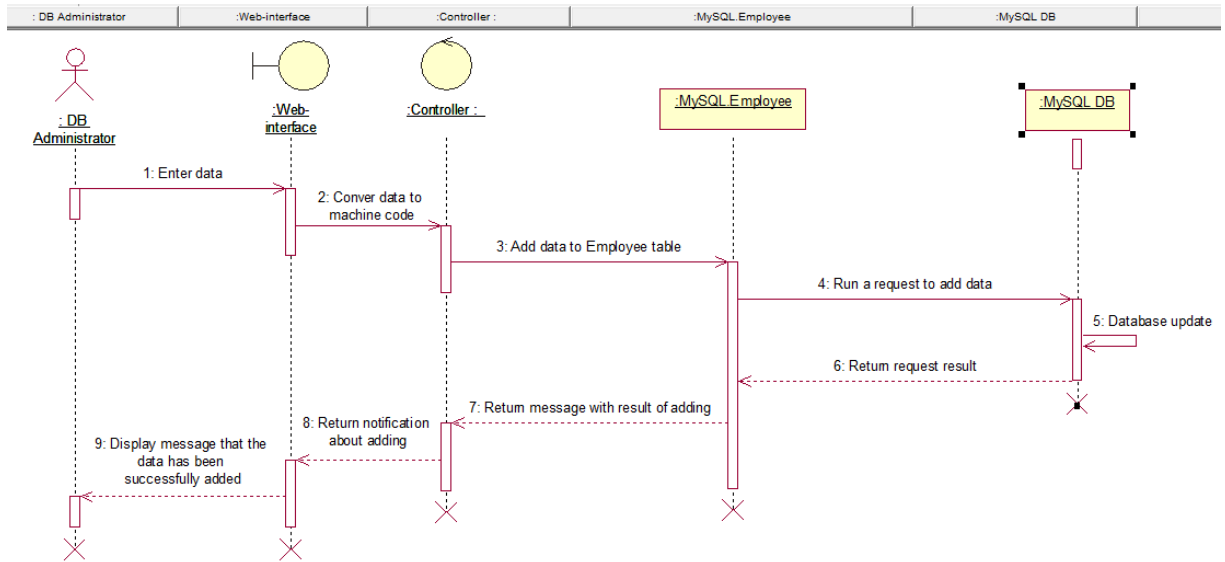 : DB Administrator
:Web-interface
:Controller :
:MySQL.Employee
:MySQL DB
: DB
Administrator
:Web-
interface
:Controller :
:MySQL.Employee
:MySQL DB
1: Enter data
2: Conver data to
machine code
3: Add data to Employee table
4: Run a request to add data
5: Database update
6: Return request result
7: Return message with result of adding
8: Return notification
about adding
9: Display message that the
data has been
successfully added